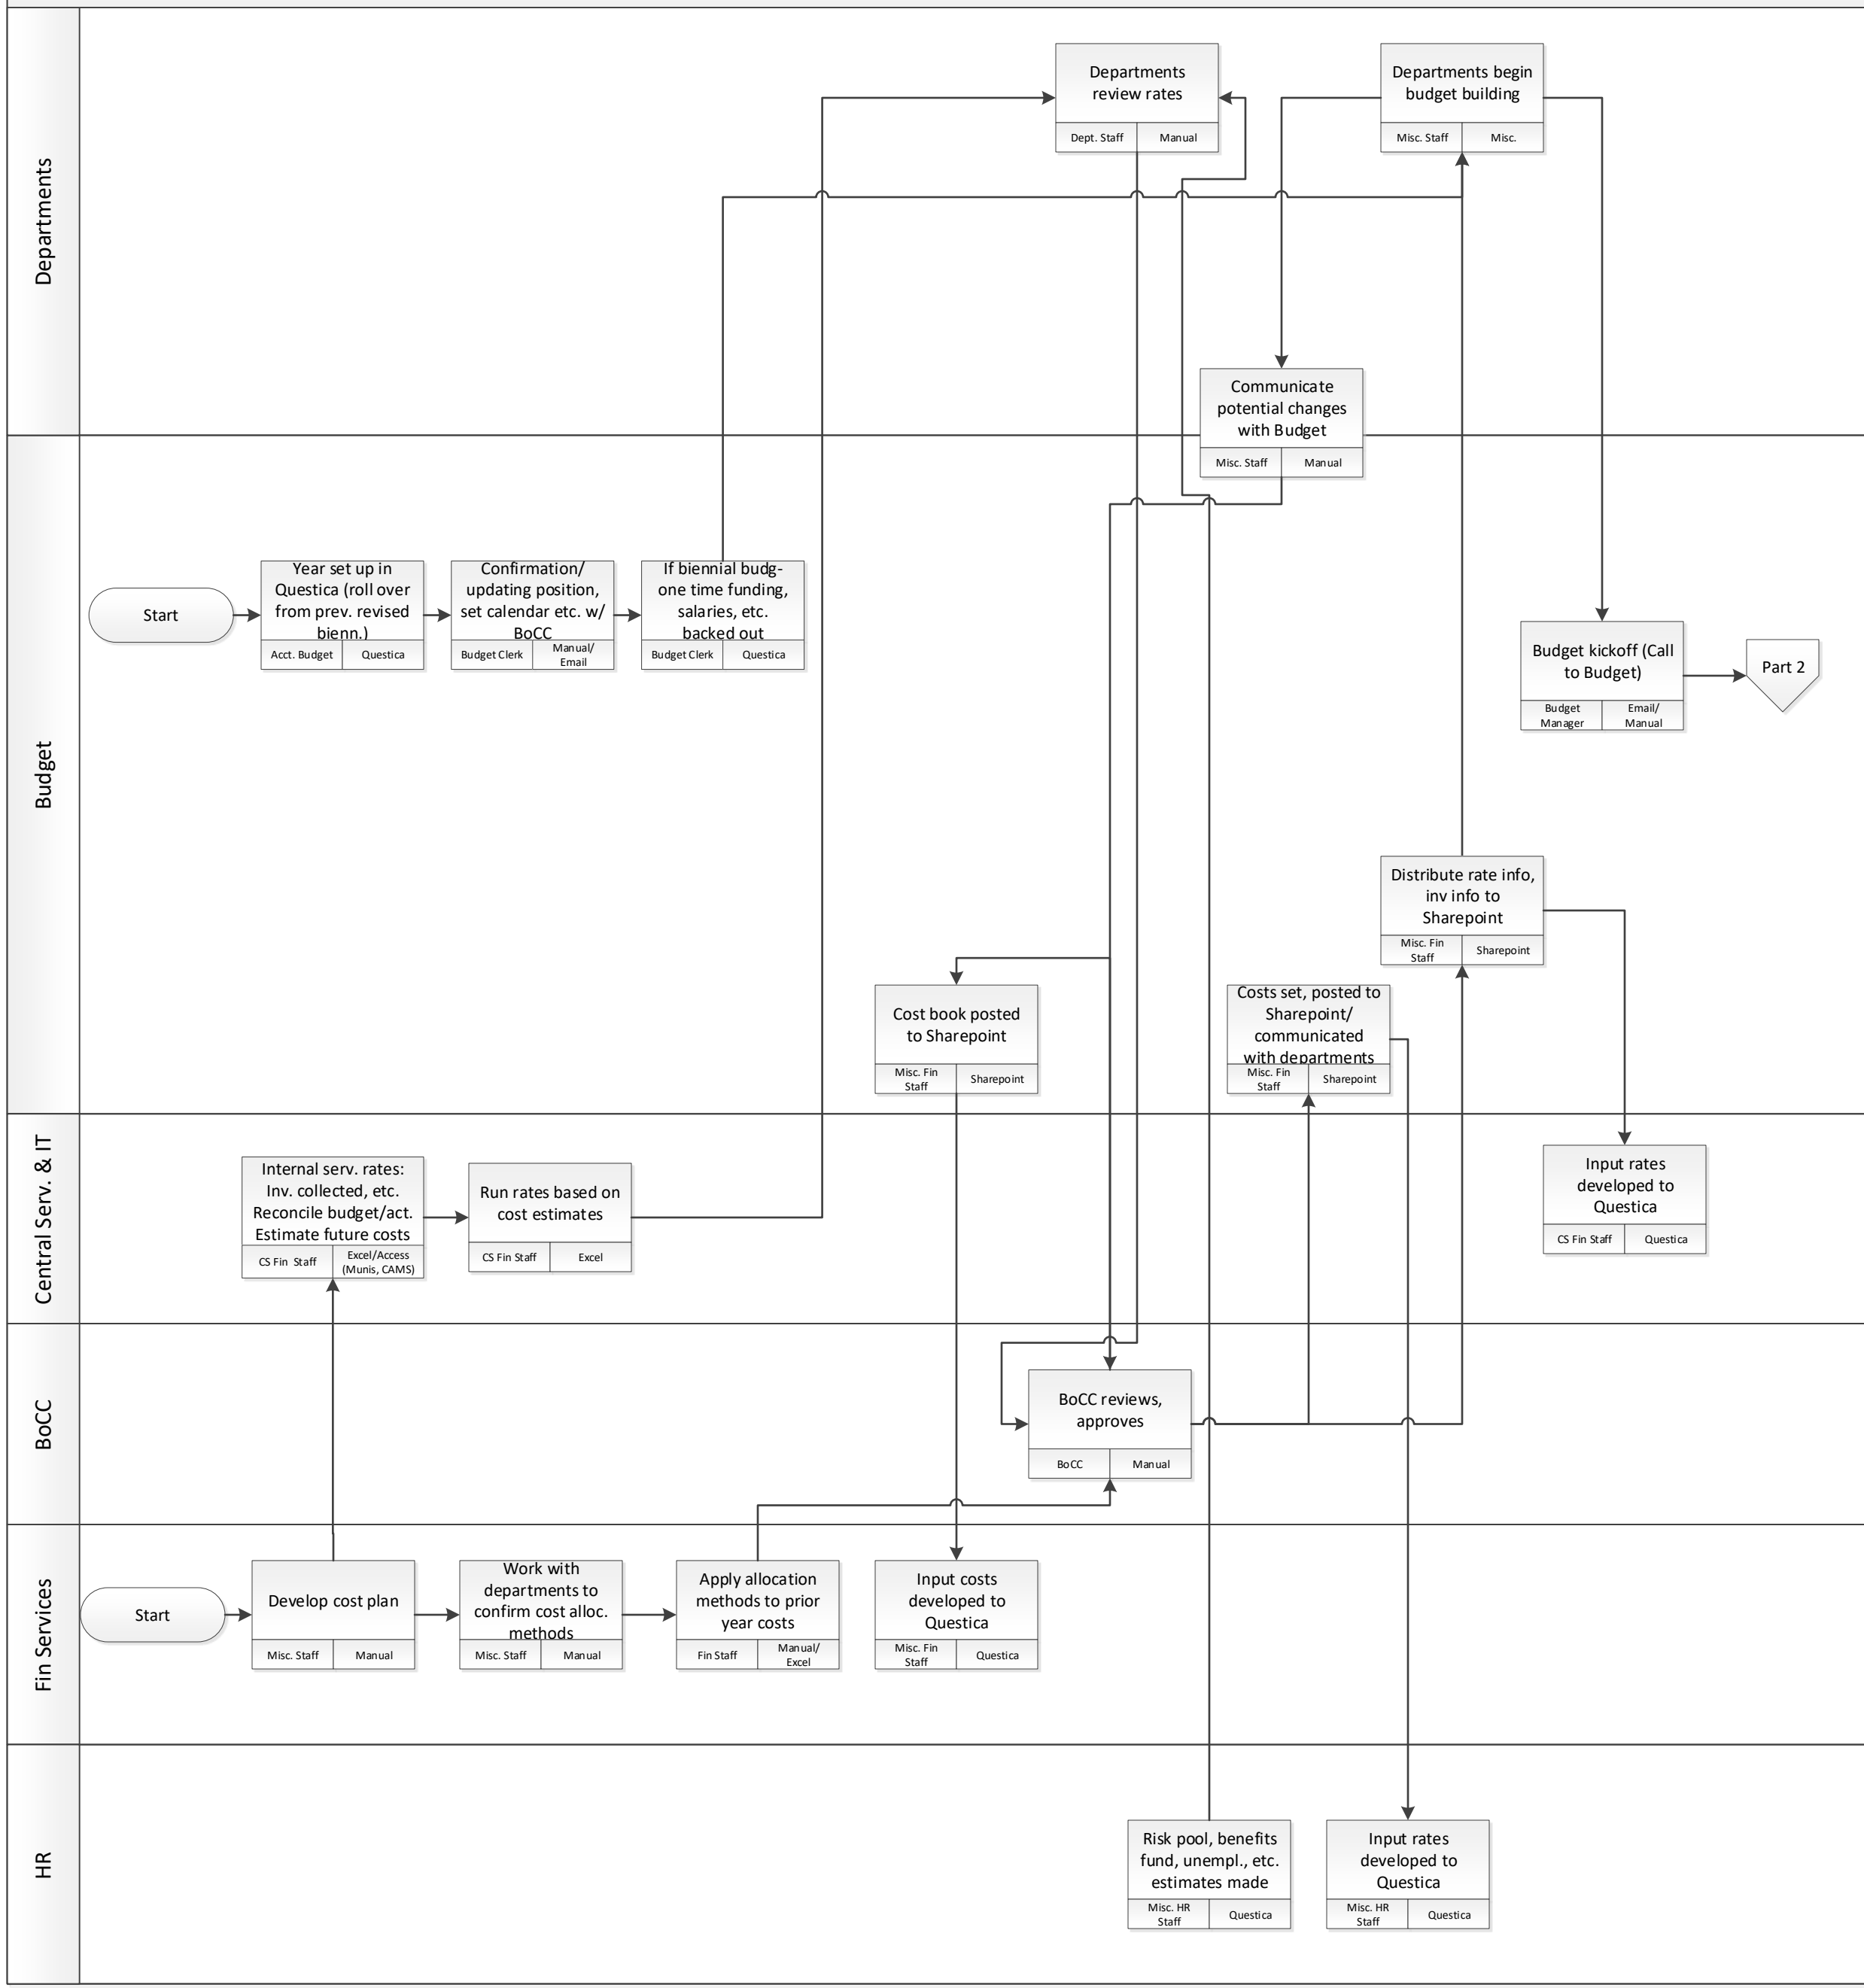 Departments
Departments
review rates
Dept. Staff
Manual
Departments begin
budget building
Misc. Staff
Misc.
Communicate
potential changes
with Budget
Misc. Staff
Manual
Budget
Start
Year set up in
Questica (roll over
from prev. revised
bienn.)
Acct. Budget
Questica
Confirmation/
updating position,
set calendar etc. w/
BoCC
Budget Clerk
Manual/
Email
If biennial budg-
one time funding,
salaries, etc.
backed out
Budget Clerk
Questica
Budget kickoff (Call
to Budget)
Budget
Manager
Email/
Manual
Part 2
Distribute rate info,
inv info to
Sharepoint
Misc. Fin
Staff
Sharepoint
Cost book posted
to Sharepoint
Misc. Fin
Staff
Sharepoint
Costs set, posted to
Sharepoint/
communicated
with departments
Misc. Fin
Staff
Sharepoint
Central Serv. & IT
Internal serv. rates:
Inv. collected, etc.
Reconcile budget/act.
Estimate future costs
CS Fin Staff
Excel/Access
(Munis, CAMS)
Run rates based on
cost estimates
CS Fin Staff
Excel
Input rates
developed to
Questica
CS Fin Staff
Questica
BoCC
BoCC reviews,
approves
BoCC
Manual
Fin Services
Start
Develop cost plan
Misc. Staff
Manual
Work with
departments to
confirm cost alloc.
methods
Misc. Staff
Manual
Apply allocation
methods to prior
year costs
Fin Staff
Manual/
Excel
Input costs
developed to
Questica
Misc. Fin
Staff
Questica
HR
Risk pool, benefits
fund, unempl., etc.
estimates made
Misc. HR
Staff
Questica
Input rates
developed to
Questica
Misc. HR
Staff
Questica